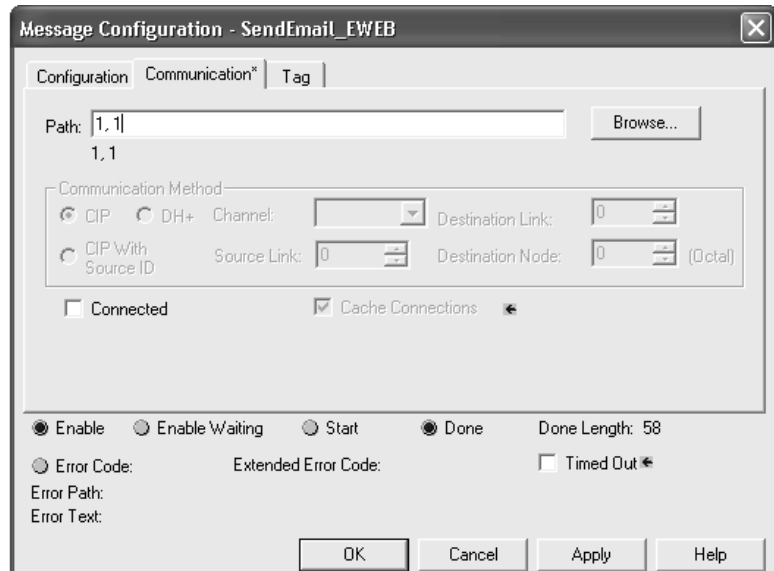 Message Configuration - SendEmail_EWEB
Configuration Communication* Tag
Path: 1, 1 Browse...
1, 1
Communication Method
CIP DH+ Channel: Destination Link: 0
CIP With Source ID Source Link: 0 Destination Node: 0 (Octal)
Connected Cache Connections
Enable Enable Waiting Start Done Done Length: 58
Error Code: Extended Error Code: Timed Out
Error Path:
Error Text:
OK Cancel Apply Help